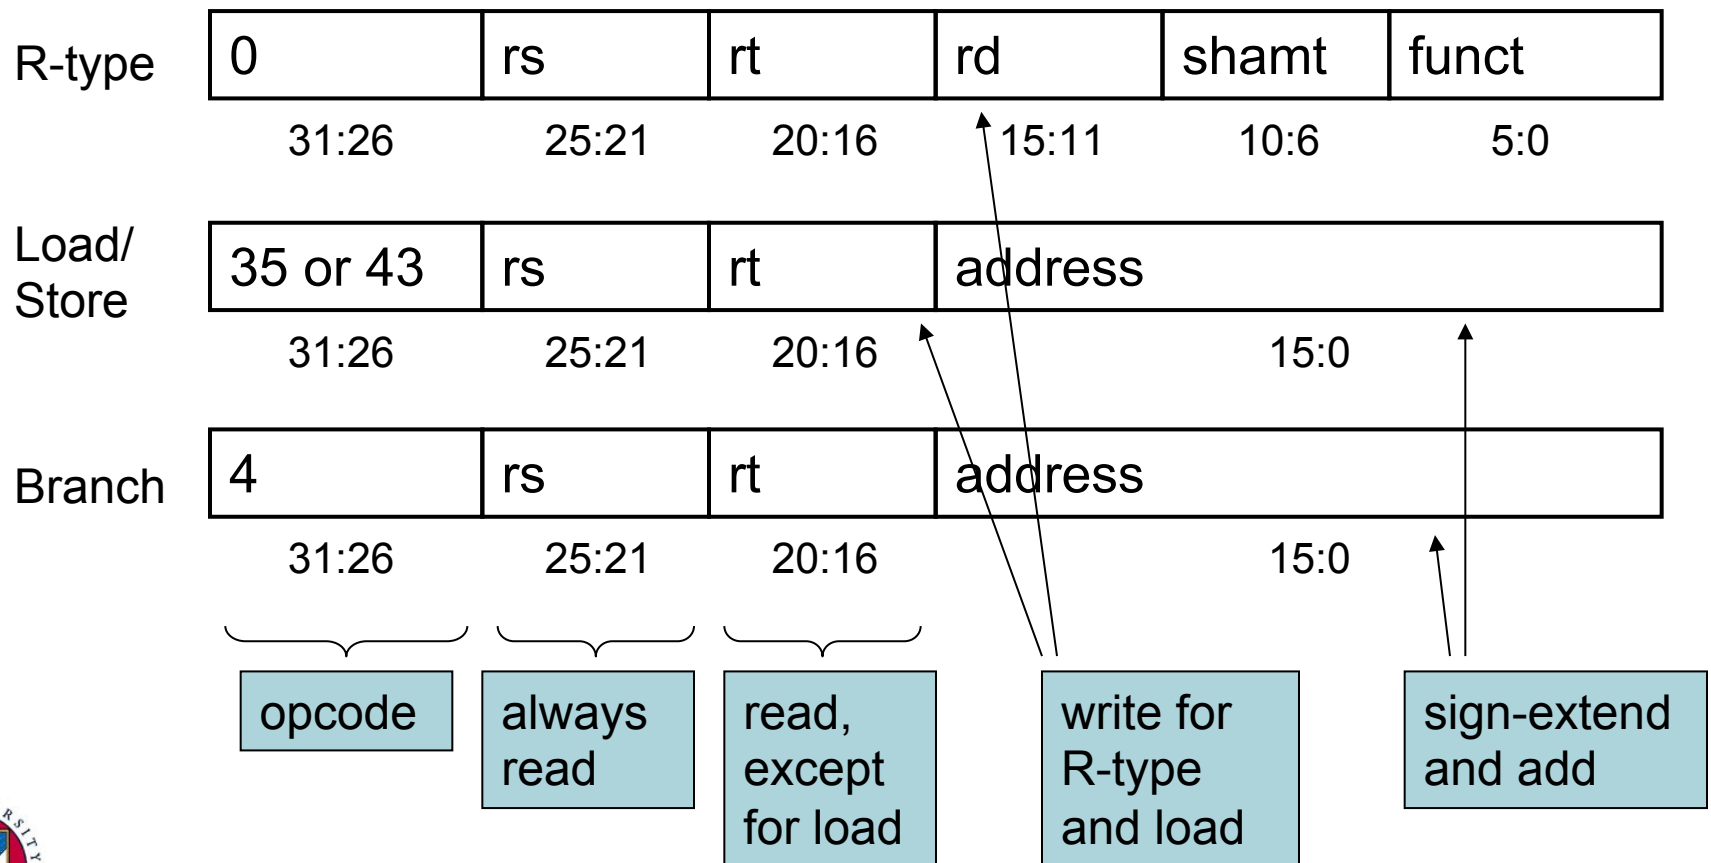 R-type 0 rs rt rd shamt funct
31:26 25:21 20:16 15:11 10:6 5:0
Load/
Store
35 or 43 rs rt address
31:26 25:21 20:16 15:0
Branch 4 rs rt address
31:26 25:21 20:16 15:0
opcode
always
read
read,
except
for load
write for
R-type
and load
sign-extend
and add